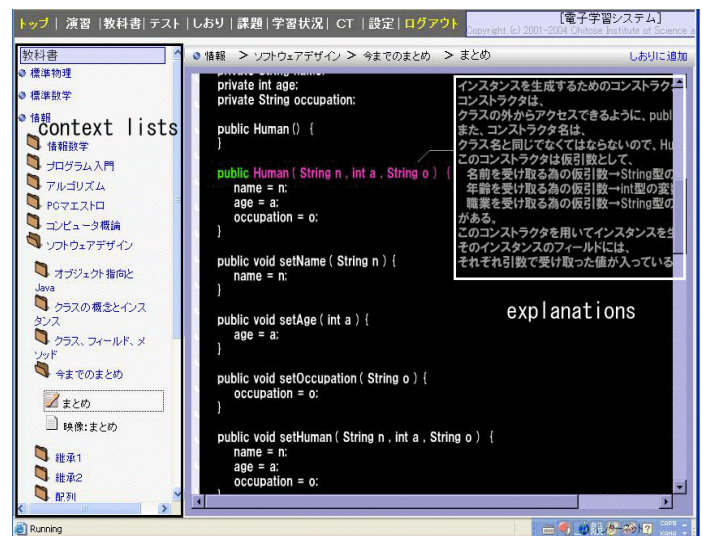 トップ | 演習 |教科書| テスト |しおり | 課題|学習状況| CT |設定|ログアウト
[電子学習システム]
Copyright (c) 2001-2004 Chitose Institute of Science a
教科書
標準物理
標準数学
情報
context lists
情報数学
プログラム入門
アルゴリズム
PCマエストロ
コンピュータ概論
ソフトウェアデザイン
オブジェクト指向と
Java
クラスの概念とインス
タンス
クラス、フィールド、メ
ソッド
今までのまとめ
まとめ
映像:まとめ
継承1
継承2
配列
情報 > ソフトウェアデザイン > 今までのまとめ > まとめ
しおりに追加
private String name;
private int age;
private String occupation;
public Human () {
}
public Human ( String n , int a , String o ) {
name = n;
age = a;
occupation = o;
}
public void setName ( String n ) {
name = n;
}
public void setAge ( int a ) {
age = a;
}
public void setOccupation ( String o ) {
occupation = o;
}
public void setHuman ( String n , int a , String o ) {
name = n;
age = a;
occupation = o;
}
インスタンスを生成するためのコンストラク
コンストラクタは、
クラスの外からアクセスできるように、publ
また、コンストラクタ名は、
クラス名と同じでなくてはならないので、Hu
このコンストラクタは仮引数として、
名前を受け取る為の仮引数→String型の
年齢を受け取る為の仮引数→int型の変
職業を受け取る為の仮引数→String型の
がある。
このコンストラクタを用いてインスタンスを生
そのインスタンスのフィールドには、
それぞれ引数で受け取った値が入っている
explanations
Running
CAPS
KANA